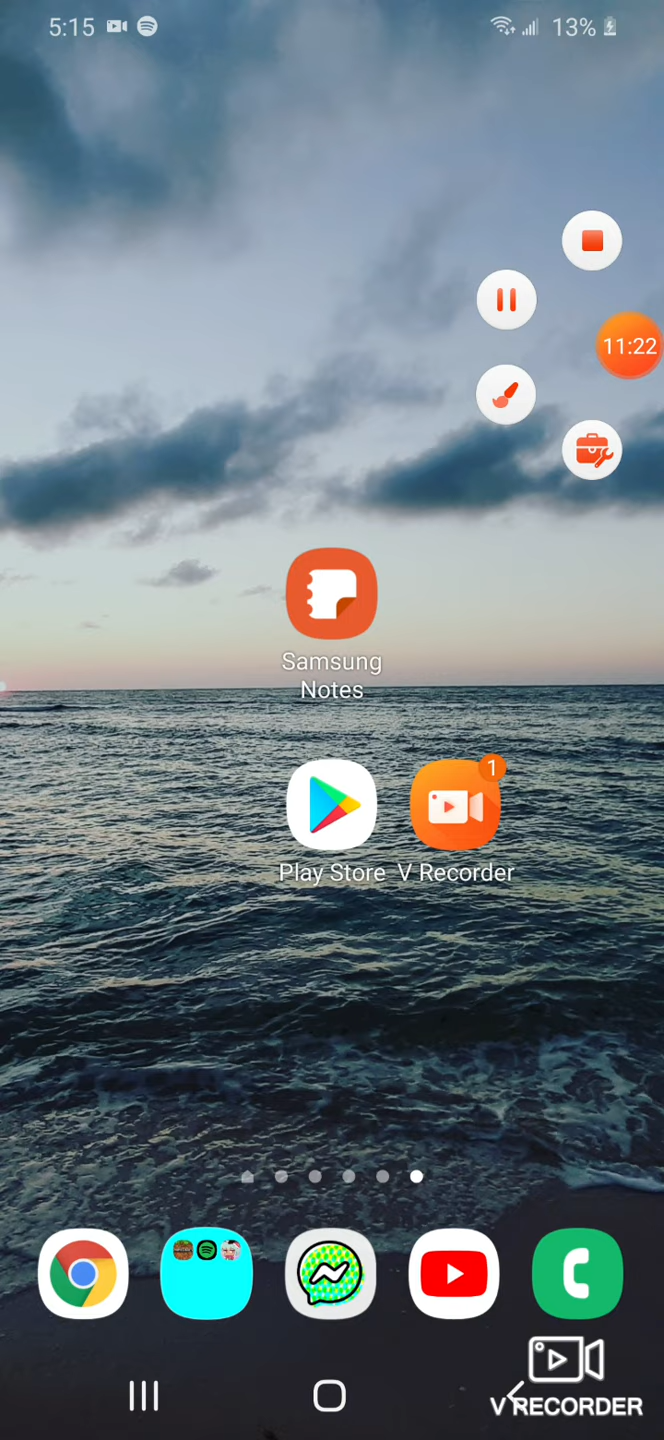 5:15
13%
11:22
Samsung
Notes
1
Play Store
V Recorder
V RECORDER